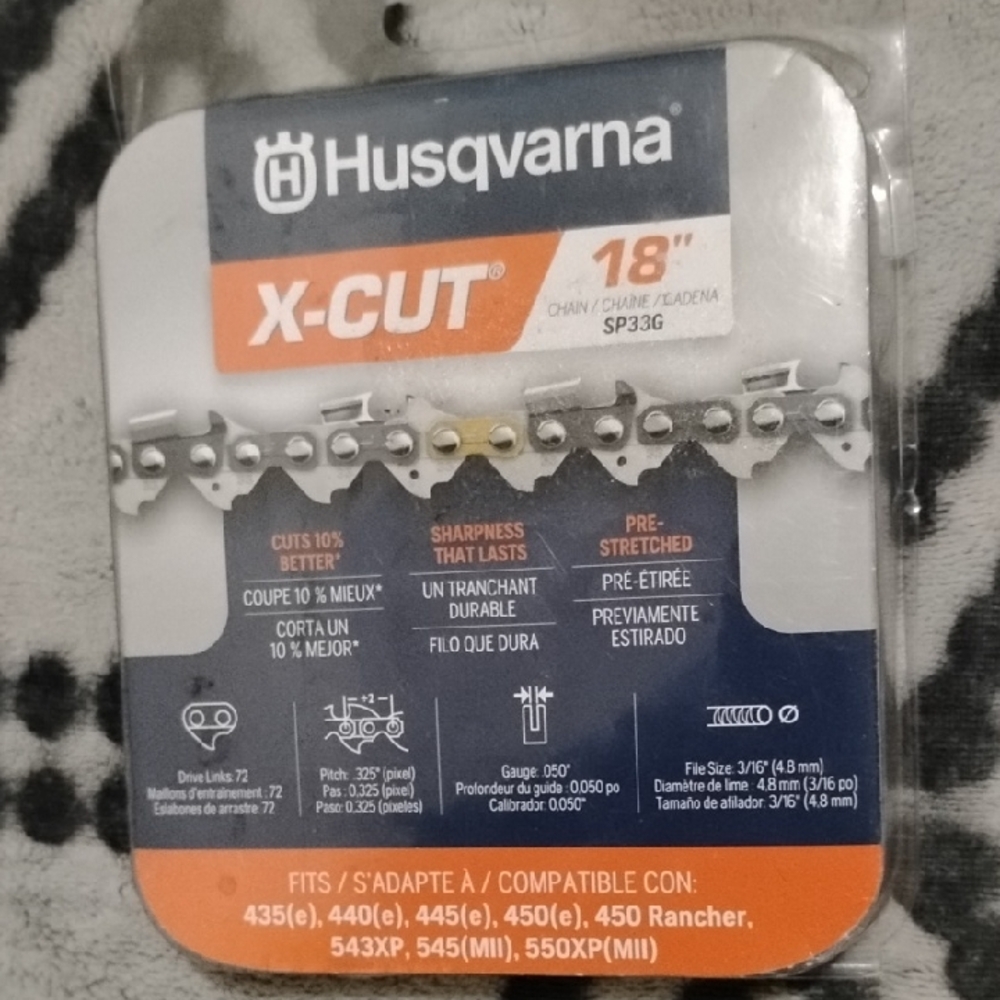 Husqvarna®
X-CUT®
18"
CHAIN / CHAÎNE / CADENA
SP33G
CUTS 10%
BETTER*
COUPE 10 % MIEUX*
CORTA UN
10 % MEJOR*
SHARPNESS
THAT LASTS
UN TRANCHANT
DURABLE
FILO QUE DURA
PRE-
STRETCHED
PRÉ-ÉTIRÉE
PREVIAMENTE
ESTIRADO
Drive Links: 72
Maillons d'entraînement : 72
Eslabones de arrastre: 72
÷2
Pitch: .325" (pixel)
Pas : 0,325 (pixel)
Paso: 0.325 (pixeles)
Gauge: .050"
Profondeur du guida : 0,050 po
Calibrador: 0.050"
File Size: 3/16" (4.8 mm)
Diamètre de lime : 4,8 mm (3/16 po)
Tamaño de afilador: 3/16" (4,8 mm)
FITS / S'ADAPTE À / COMPATIBLE CON:
435(e), 440(e), 445(e), 450(e), 450 Rancher,
543XP, 545(MII), 550XP(MII)